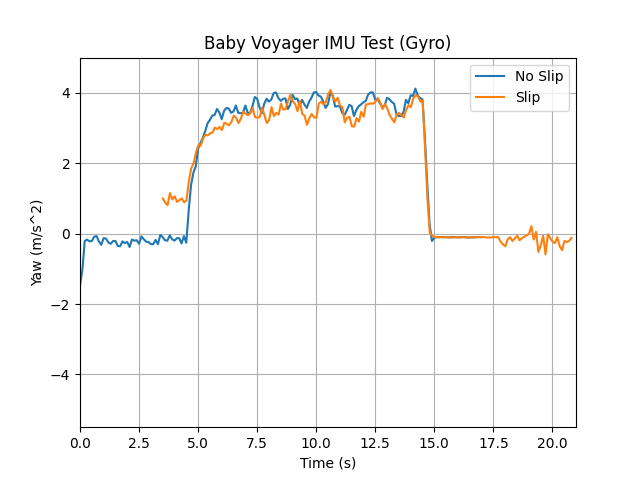 Baby Voyager IMU Test (Gyro)
No Slip
Slip
Yaw (m/s^2)
4
2
0
−2
−4
0.0 2.5 5.0 7.5 10.0 12.5 15.0 17.5 20.0
Time (s)